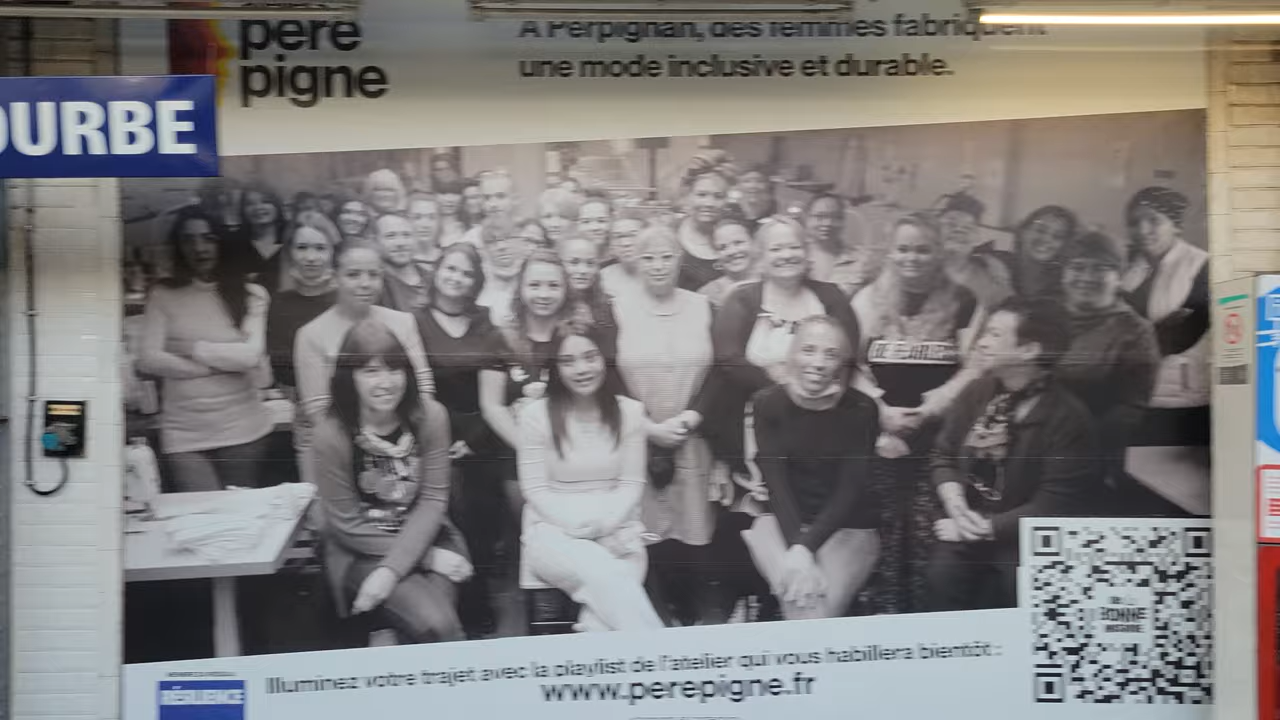 pere
pigne
A Perpignan, des femmes fabriquent
une mode inclusive et durable.
OURBE
Illuminez votre trajet avec la playlist de l'atelier qui vous habillera bientôt :
www.perepigne.fr
BONNE